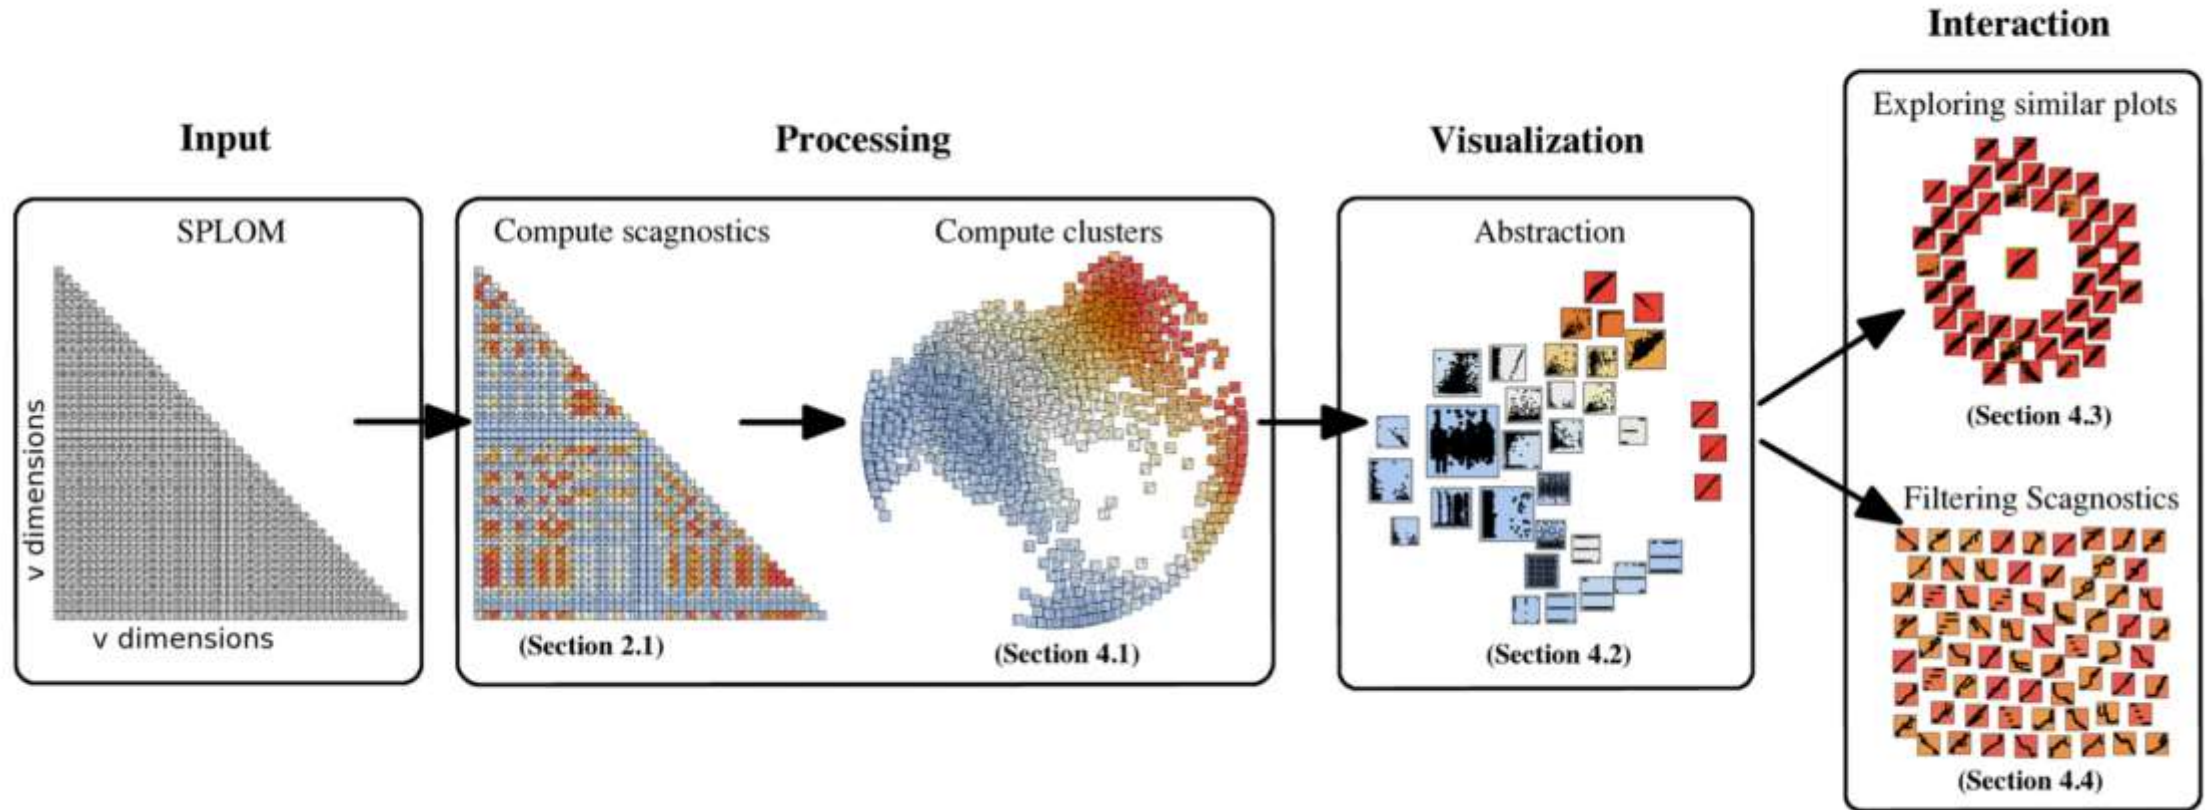 Input
SPLOM
v dimensions
v dimensions
Processing
Compute scagnostics
(Section 2.1)
Compute clusters
(Section 4.1)
Visualization
Abstraction
(Section 4.2)
Interaction
Exploring similar plots
(Section 4.3)
Filtering Scagnostics
(Section 4.4)